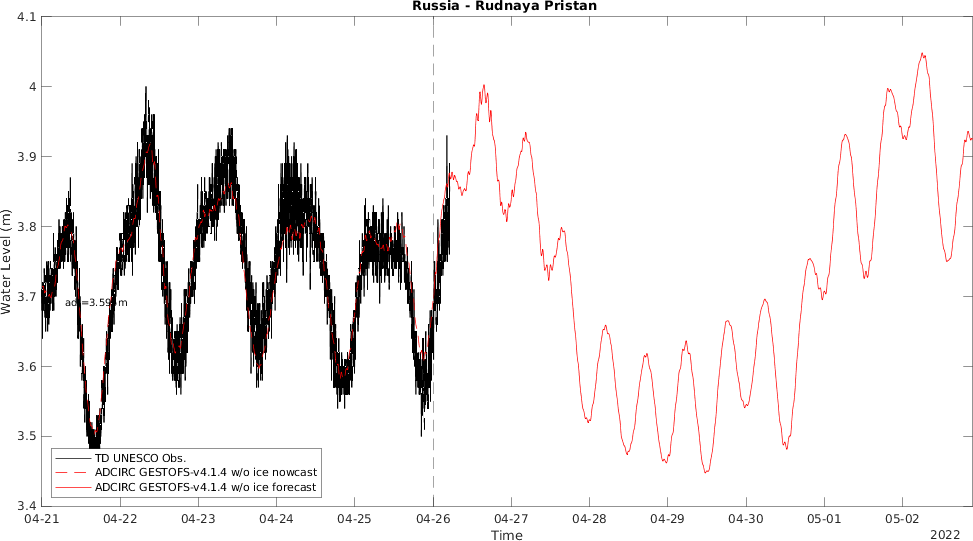 Russia - Rudnaya Pristan
4.1
4
3.9
3.8
3.7
3.6
3.5
3.4
Water Level (m)
TD UNESCO Obs.
ADCIRC GESTOFS-v4.1.4 w/o ice nowcast
ADCIRC GESTOFS-v4.1.4 w/o ice forecast
04-21 04-22 04-23 04-24 04-25 04-26 04-27 04-28 04-29 04-30 05-01 05-02
Time
2022